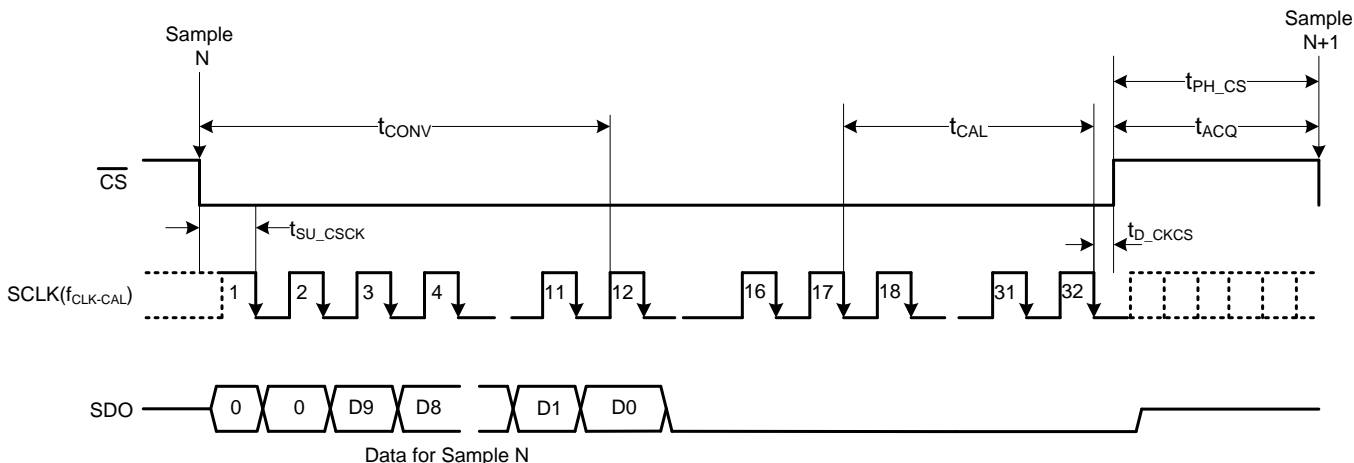 Sample
N
Sample
N+1
tPH_CS
tCONV
tCAL
tACQ
CS
tSU_CSCK
tD_CKCS
SCLK(fCLK-CAL)
1 2 3 4 11 12 16 17 18 31 32
SDO
0 0 D9 D8 D1 D0
Data for Sample N